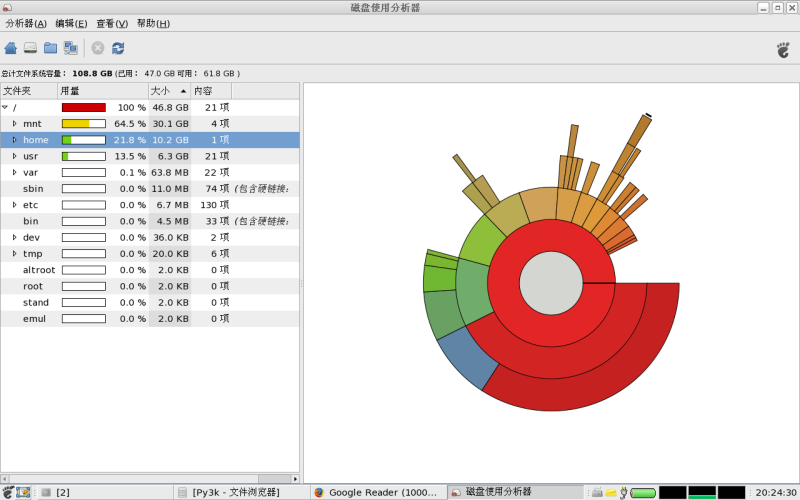 磁盘使用分析器
分析器(A) 编辑(E) 查看(V) 帮助(H)
总计文件系统容量： 108.8 GB (已用： 47.0 GB 可用： 61.8 GB )
文件夹 用量 大小 内容
/ 100 % 46.8 GB 21 项
mnt 64.5 % 30.1 GB 4 项
home 21.8 % 10.2 GB 1 项
usr 13.5 % 6.3 GB 21 项
var 0.1 % 63.8 MB 22 项
sbin 0.0 % 11.0 MB 74 项 (包含硬链接:
etc 0.0 % 6.7 MB 130 项
bin 0.0 % 4.5 MB 33 项 (包含硬链接:
dev 0.0 % 36.0 KB 2 项
tmp 0.0 % 20.0 KB 6 项
altroot 0.0 % 2.0 KB 0 项
root 0.0 % 2.0 KB 0 项
stand 0.0 % 2.0 KB 0 项
emul 0.0 % 2.0 KB 0 项
[2] [Py3k - 文件浏览器] Google Reader (1000... 磁盘使用分析器 20:24:30